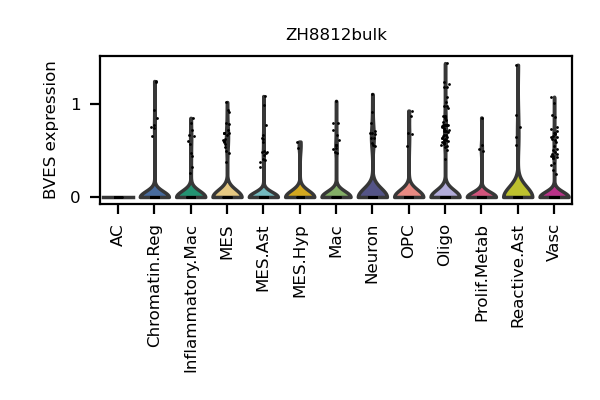 ZH8812bulk
BVES expression
1
0
AC
Chromatin.Reg
Inflammatory.Mac
MES
MES.Ast
MES.Hyp
Mac
Neuron
OPC
Oligo
Prolif.Metab
Reactive.Ast
Vasc